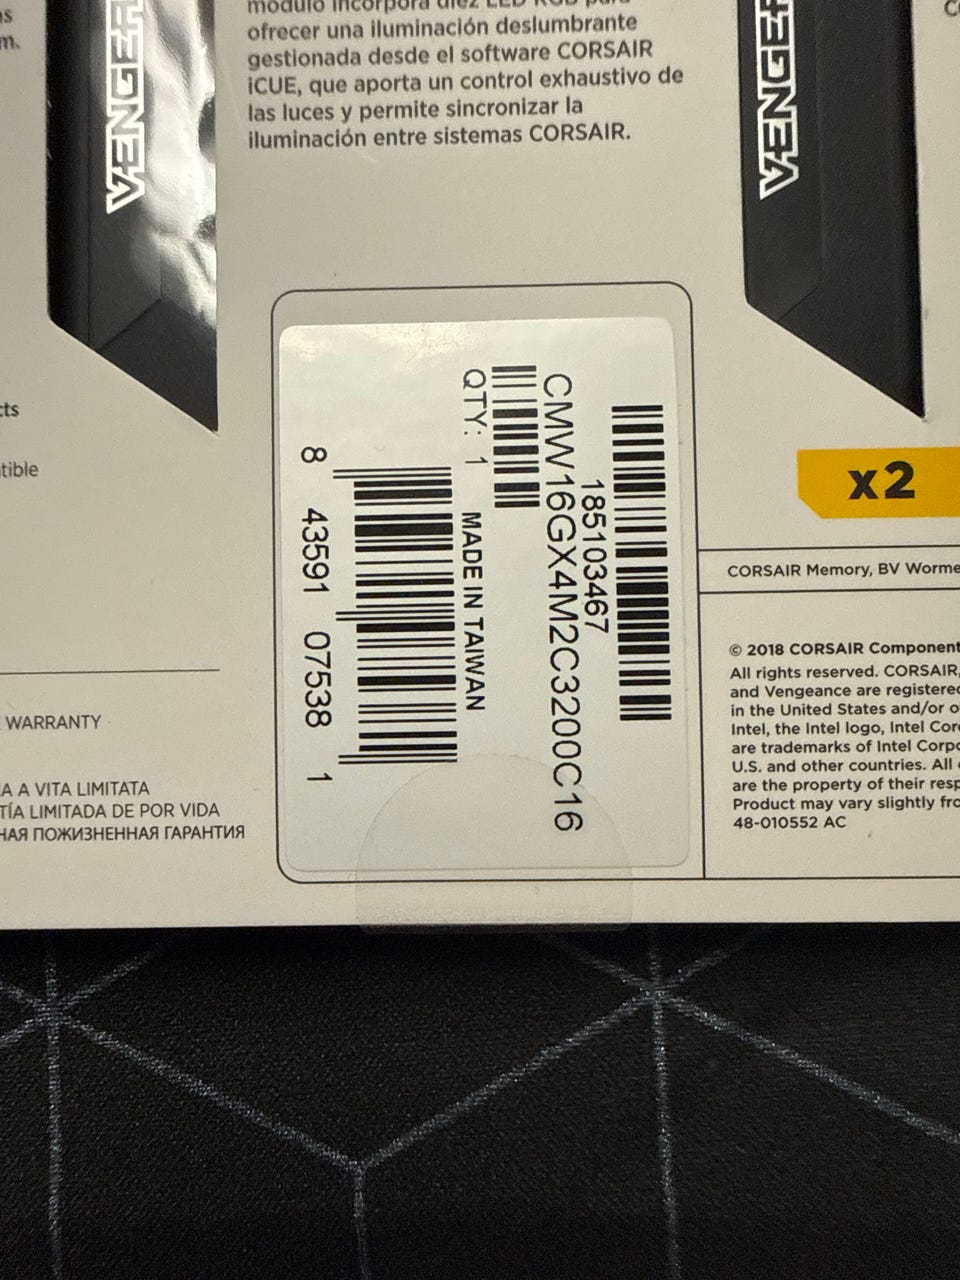 ofrecer una iluminación deslumbrante
gestionada desde el software CORSAIR
iCUE, que aporta un control exhaustivo de
las luces y permite sincronizar la
iluminación entre sistemas CORSAIR.
VENGE
VENGE
185103467
CMW16GX4M2C3200C16
QTY: 1
MADE IN TAIWAN
8 43591 07538 1
x2
CORSAIR Memory, BV Worme
© 2018 CORSAIR Component
All rights reserved. CORSAIR,
and Vengeance are registered
in the United States and/or o
Intel, the Intel logo, Intel Cor
are trademarks of Intel Corpo
U.S. and other countries. All
are the property of their resp
Product may vary slightly fro
48-010552 AC
cts
tible
WARRANTY
A A VITA LIMITATA
TÍA LIMITADA DE POR VIDA
НАЯ ПОЖИЗНЕННАЯ ГАРАНТИЯ